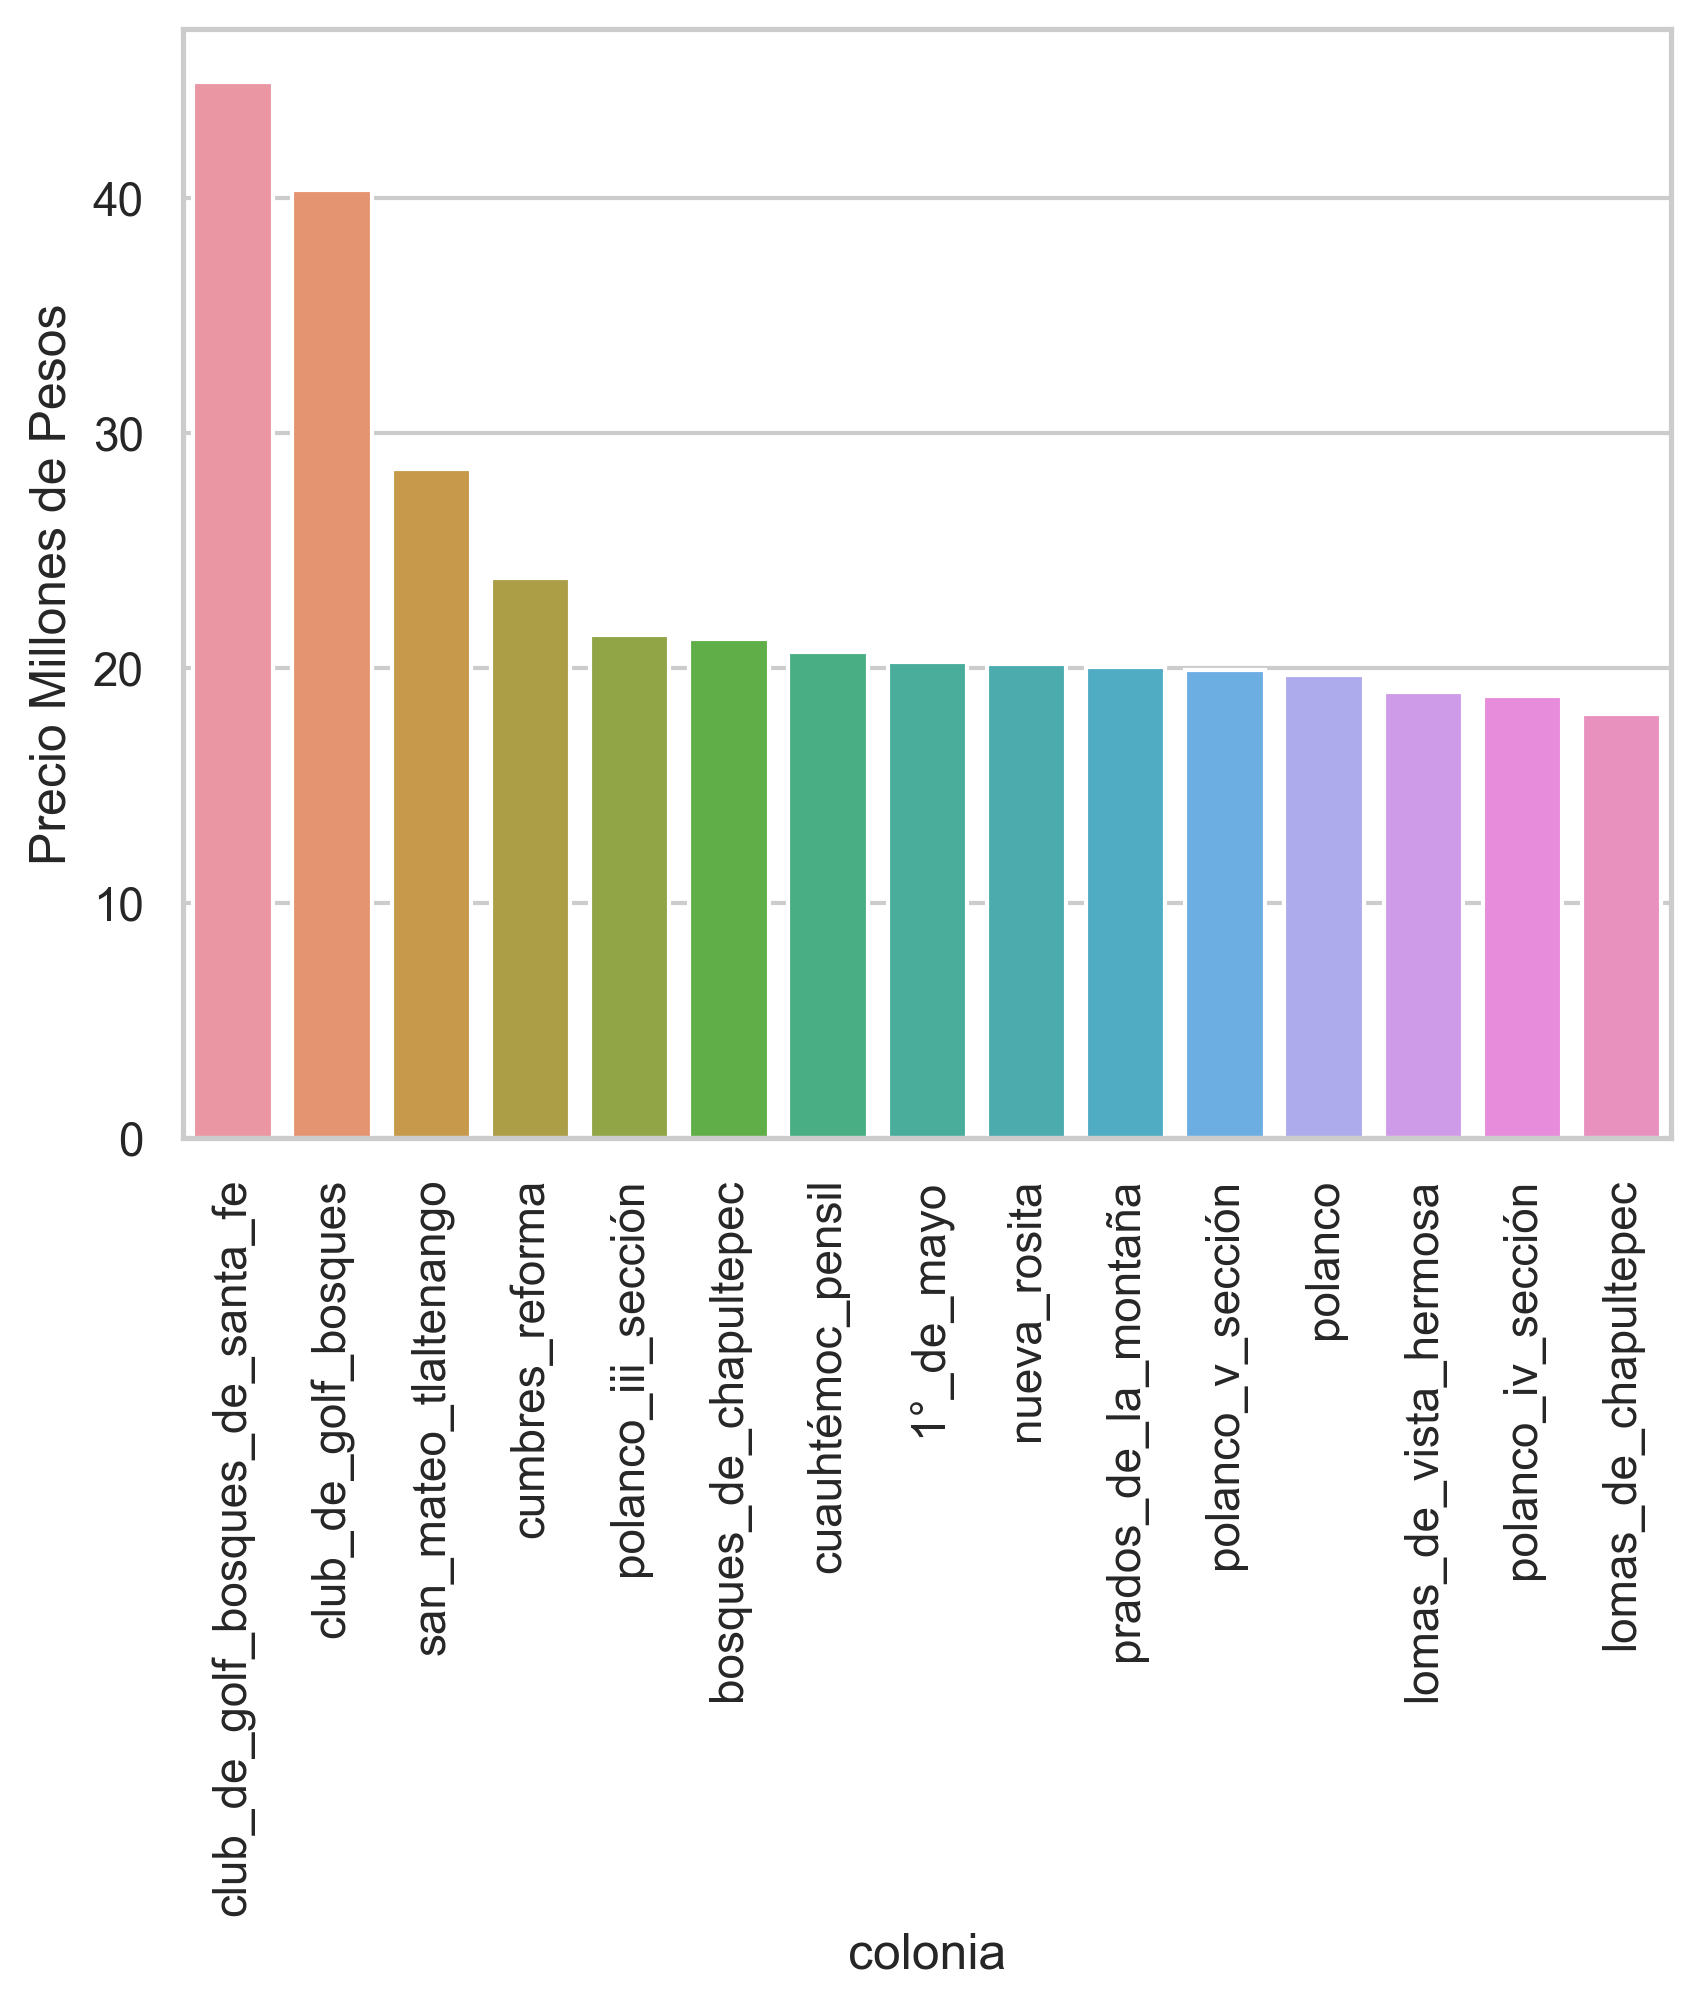 Precio Millones de Pesos
40
30
20
10
0
club_de_golf_bosques_de_santa_fe
club_de_golf_bosques
san_mateo_tlaltenango
cumbres_reforma
polanco_iii_sección
bosques_de_chapultepec
cuauhtémoc_pensil
1°_de_mayo
nueva_rosita
prados_de_la_montaña
polanco_v_sección
polanco
lomas_de_vista_hermosa
polanco_iv_sección
lomas_de_chapultepec
colonia